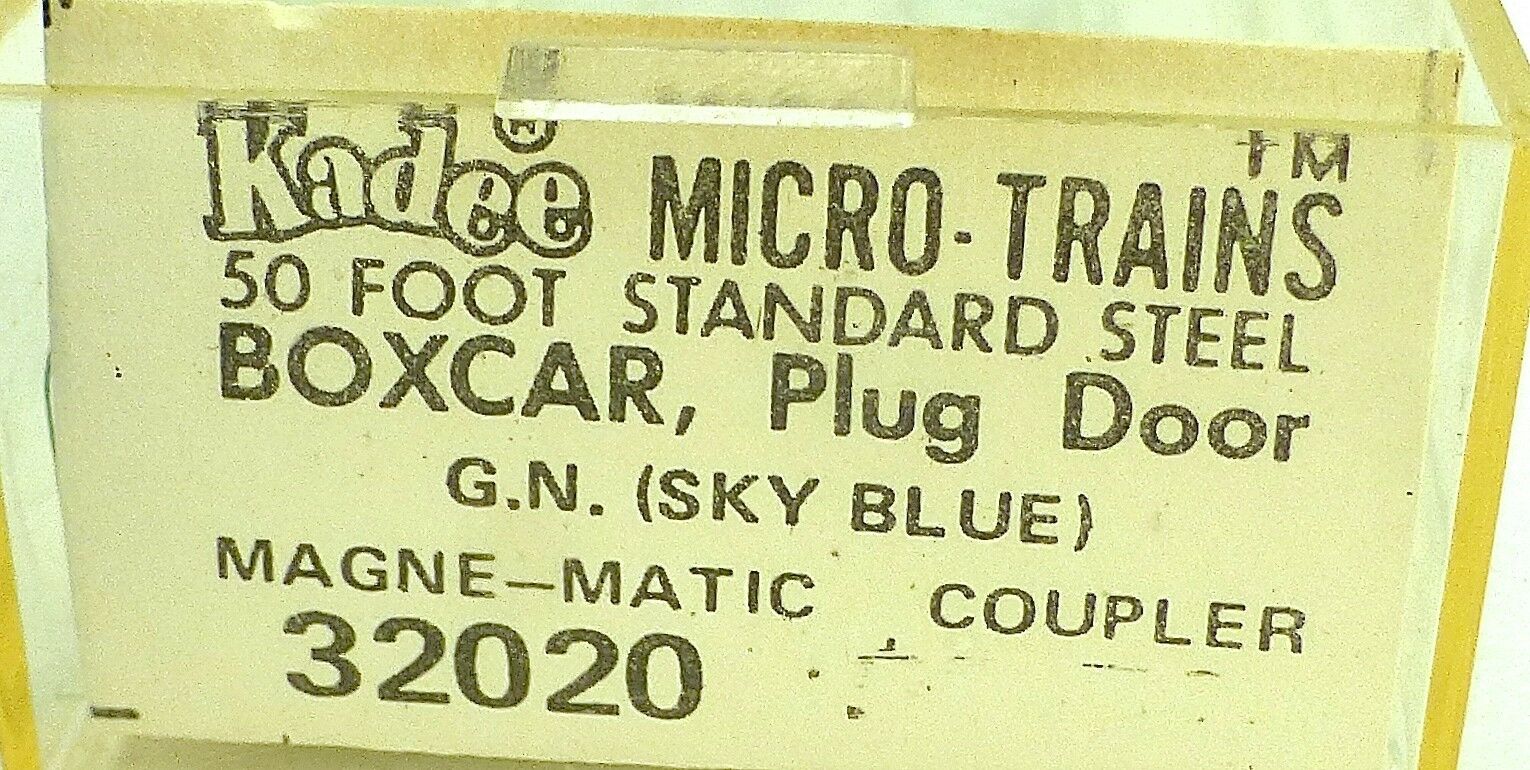 Kadee® MICRO-TRAINS™
50 FOOT STANDARD STEEL
BOXCAR, Plug Door
G.N. (SKY BLUE)
MAGNE-MATIC COUPLER
32020